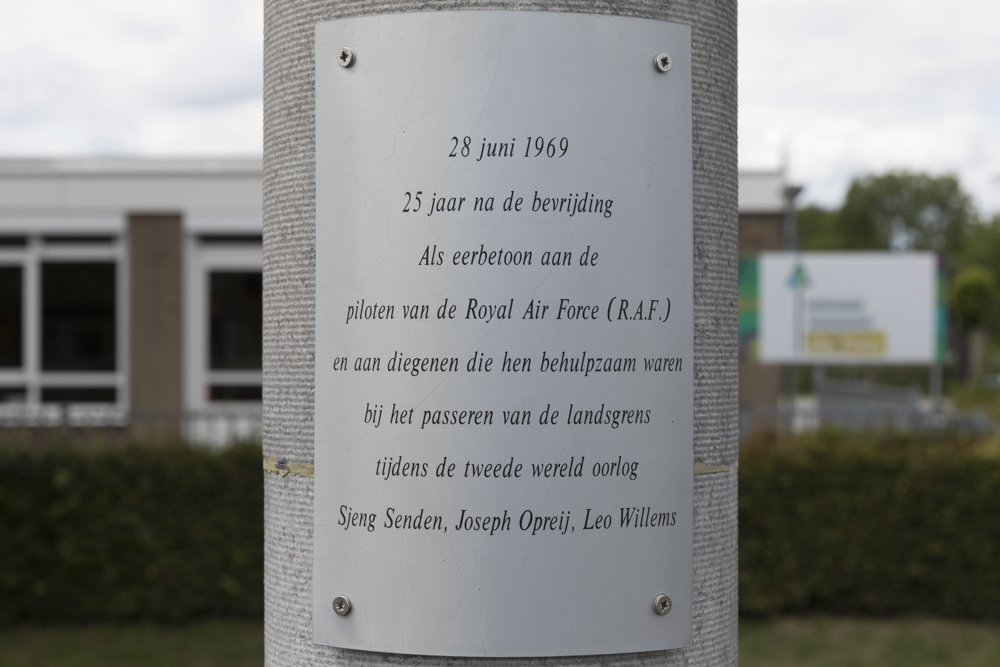 28 juni 1969
25 jaar na de bevrijding
Als eerbetoon aan de
piloten van de Royal Air Force (R.A.F.)
en aan diegenen die hen behulpzaam waren
bij het passeren van de landsgrens
tijdens de tweede wereld oorlog
Sjeng Senden, Joseph Opreij, Leo Willems